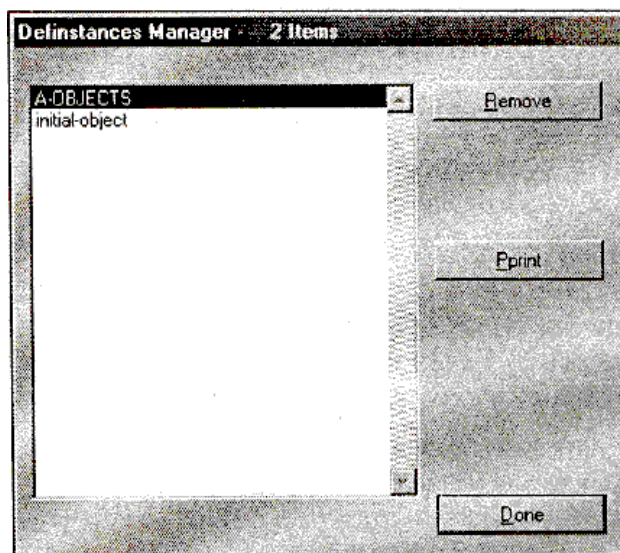 Definstances Manager - 2 Items
A-OBJECTS
initial-object
Remove
Pprint
Done